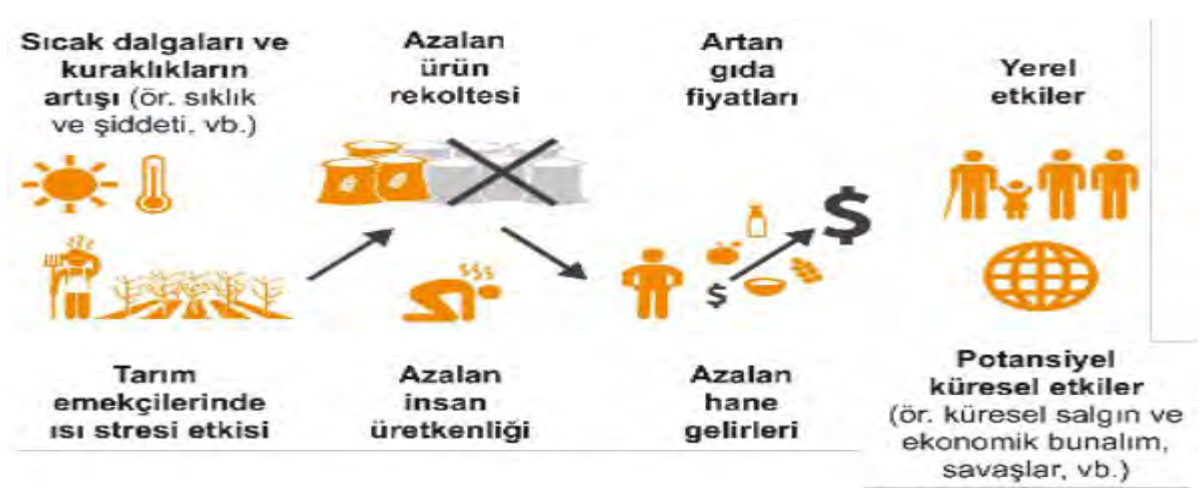 Sıcak dalgaları ve
kuraklıkların
artışı (ör. sıklık
ve şiddeti, vb.)
Azalan
ürün
rekoltesi
Artan
gıda
fiyatları
Yerel
etkiler
$
$
Tarım
emekçilerinde
ısı stresi etkisi
Azalan
insan
üretkenliği
Azalan
hane
gelirleri
Potansiyel
küresel etkiler
(ör. küresel salgın ve
ekonomik bunalım,
savaşlar, vb.)